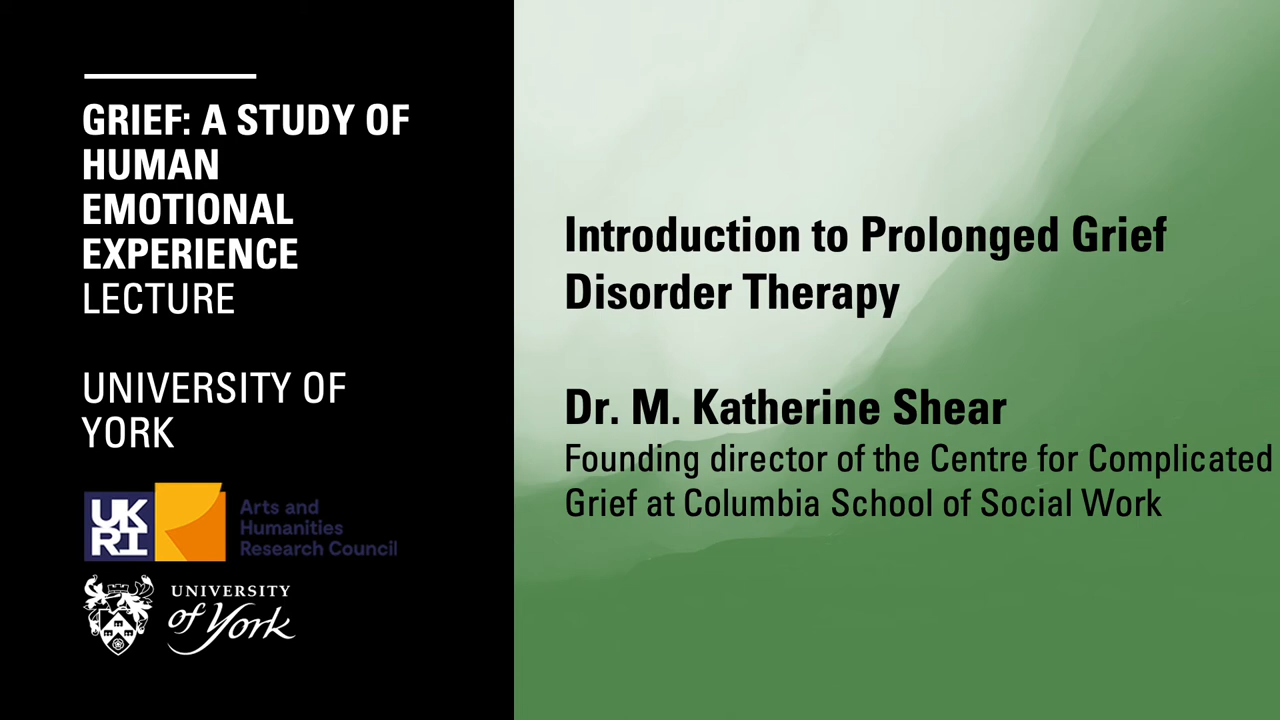 GRIEF: A STUDY OF
HUMAN
EMOTIONAL
EXPERIENCE
LECTURE
UNIVERSITY OF
YORK
UK
RI
Arts and
Humanities
Research Council
UNIVERSITY
of York
Introduction to Prolonged Grief
Disorder Therapy
Dr. M. Katherine Shear
Founding director of the Centre for Complicated
Grief at Columbia School of Social Work